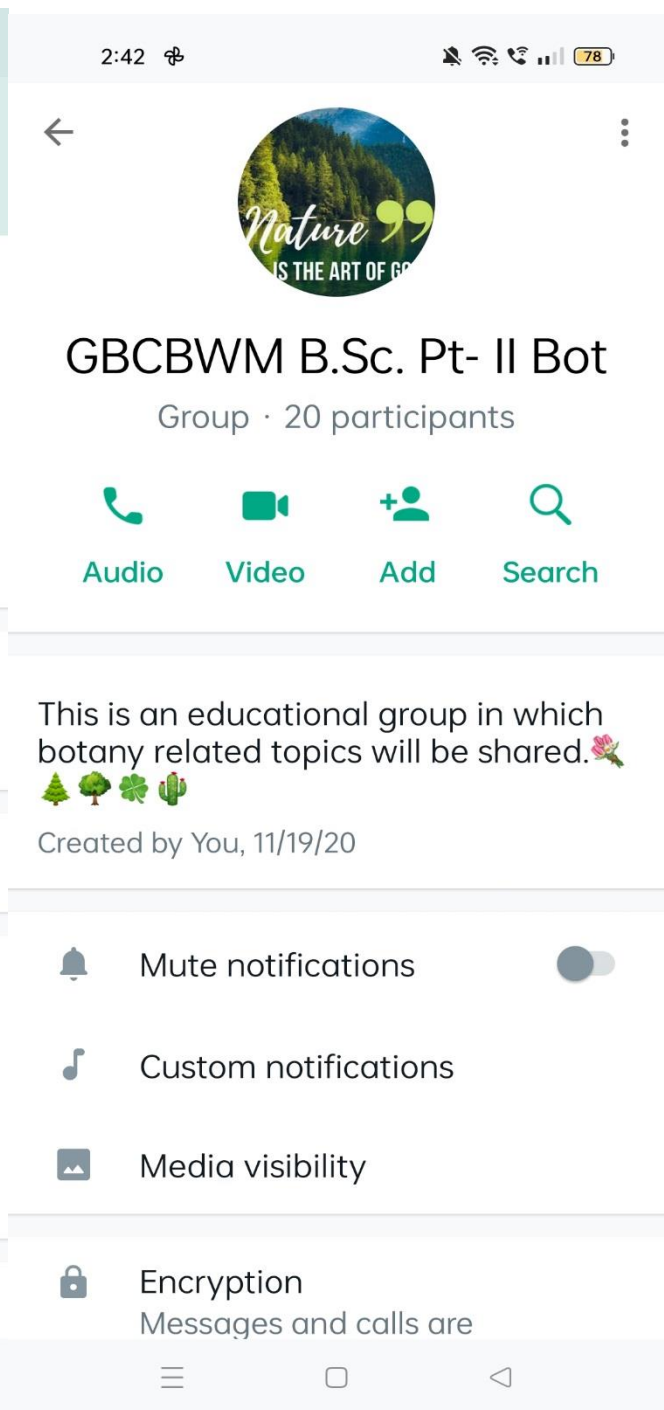 2:42
78
Nature
IS THE ART OF GO
GBCBWM B.Sc. Pt- II Bot
Group · 20 participants
Audio Video Add Search
This is an educational group in which
botany related topics will be shared.💐
🌲🌳🍀🌵
Created by You, 11/19/20
Mute notifications
Custom notifications
Media visibility
Encryption
Messages and calls are